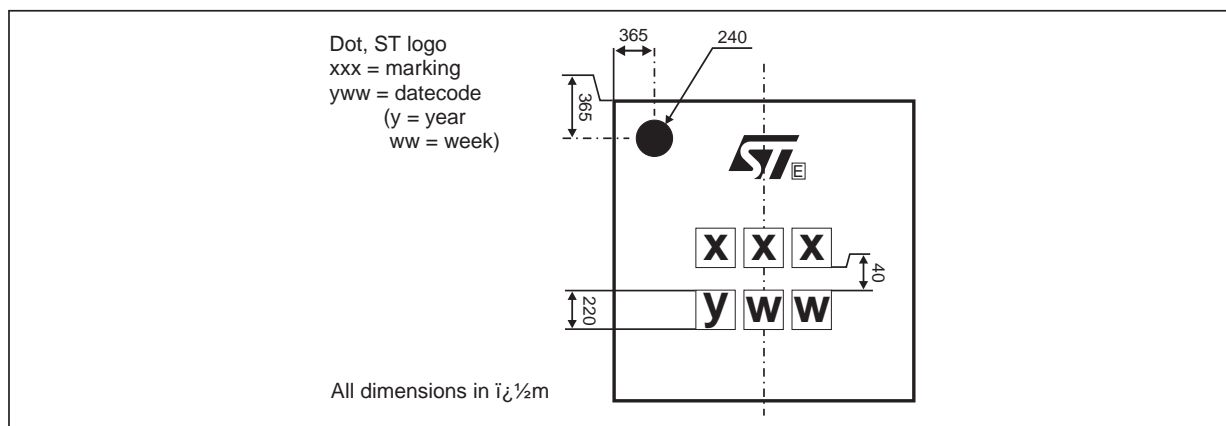 Dot, ST logo
xxx = marking
yww = datecode
(y = year
ww = week)
365
240
365
ST
E
x x x
40
y w w
220
All dimensions in ï¿½m